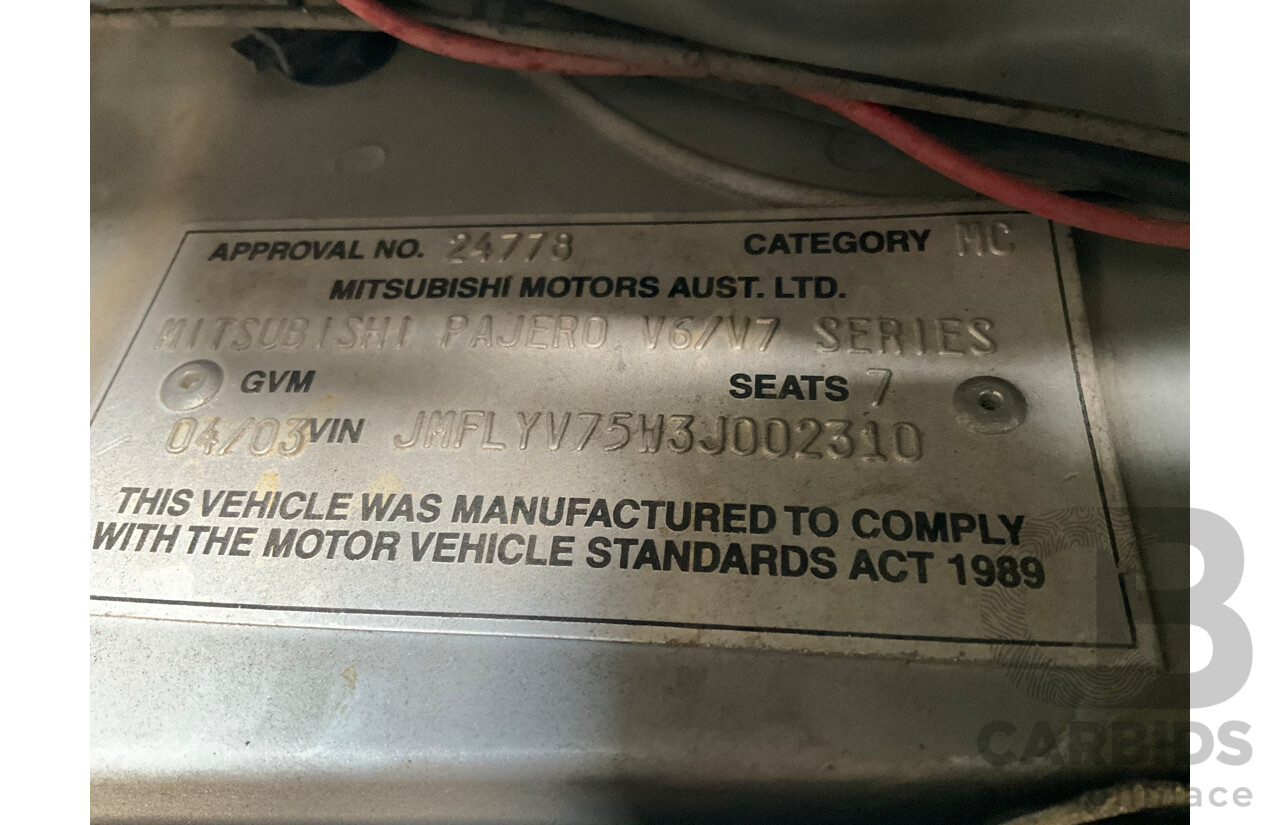 APPROVAL NO. 24778 CATEGORY MC
MITSUBISHI MOTORS AUST. LTD.
MITSUBISHI PAJERO V6/V7 SERIES
GVM SEATS 7
04/03 VIN JMFLYV75W3J002310
THIS VEHICLE WAS MANUFACTURED TO COMPLY
WITH THE MOTOR VEHICLE STANDARDS ACT 1989
CARBIDS